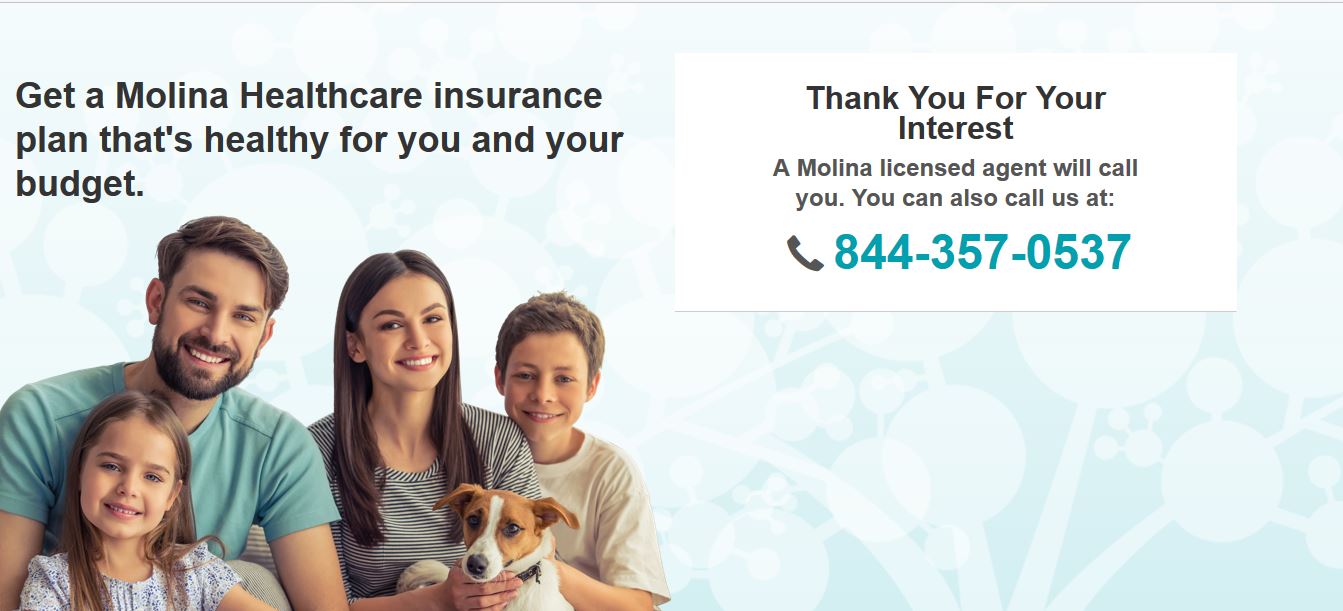 Get a Molina Healthcare insurance
plan that's healthy for you and your
budget.
Thank You For Your
Interest
A Molina licensed agent will call
you. You can also call us at:
844-357-0537